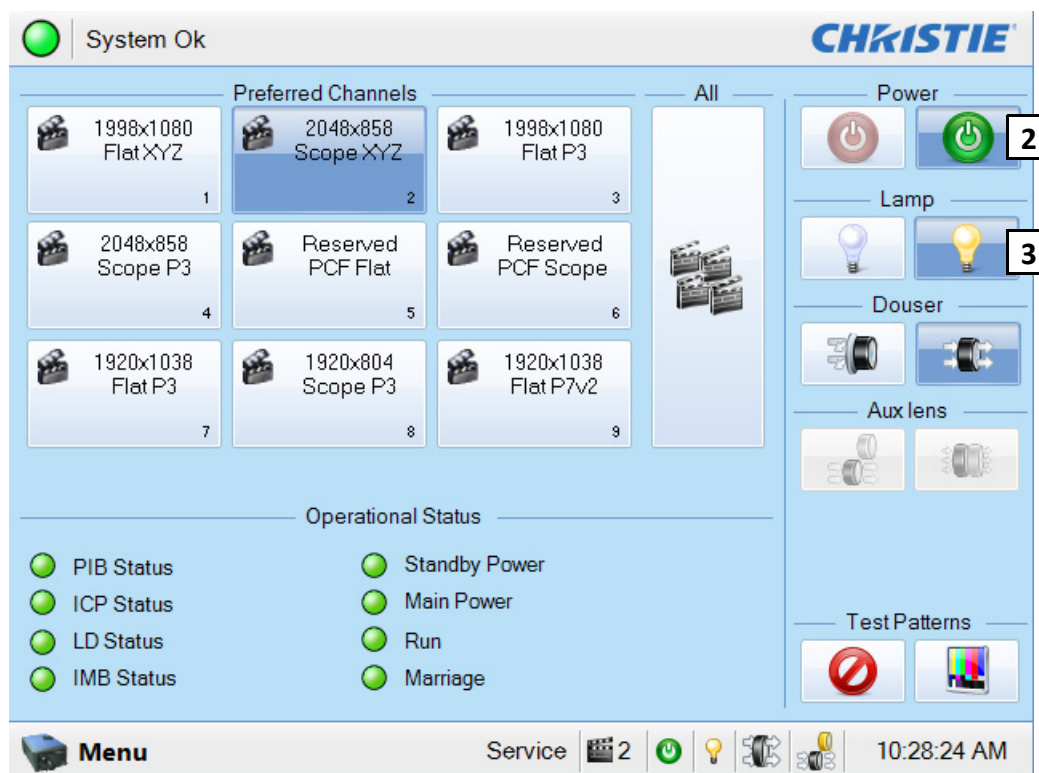 System Ok
CHRISTIE
Preferred Channels
All
Power
1998x1080
Flat XYZ
1
2048x858
Scope XYZ
2
1998x1080
Flat P3
3
2
Lamp
2048x858
Scope P3
4
Reserved
PCF Flat
5
Reserved
PCF Scope
6
3
Douser
1920x1038
Flat P3
7
1920x804
Scope P3
8
1920x1038
Flat P7v2
9
Aux lens
Operational Status
PIB Status
Standby Power
ICP Status
Main Power
LD Status
Run
IMB Status
Marriage
Test Patterns
Menu
Service
2
10:28:24 AM